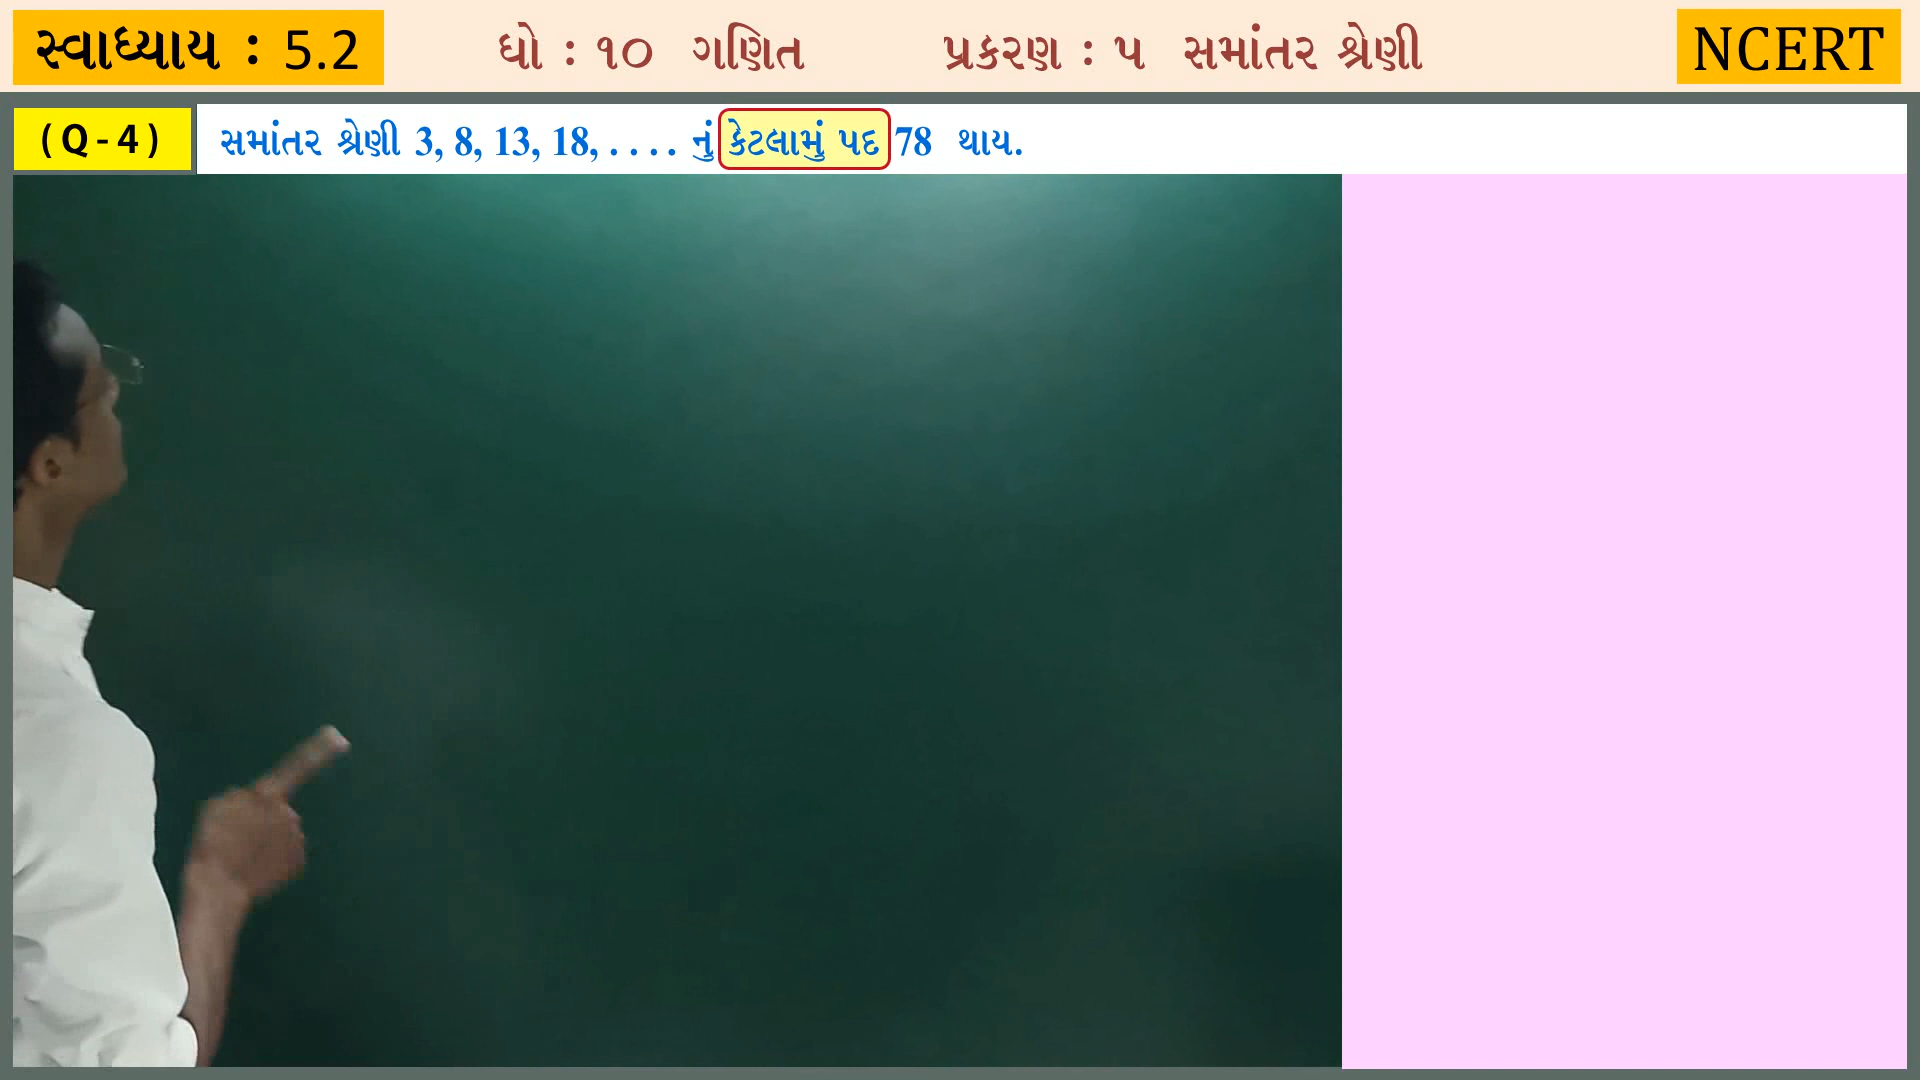 સ્વાધ્યાય : 5.2
ધો : ૧૦ ગણિત
પ્રકરણ : ૫ સમાંતર શ્રેણી
NCERT
(Q-4)
સમાંતર શ્રેણી 3, 8, 13, 18, . . . . નું કેટલામું પદ 78 થાય.